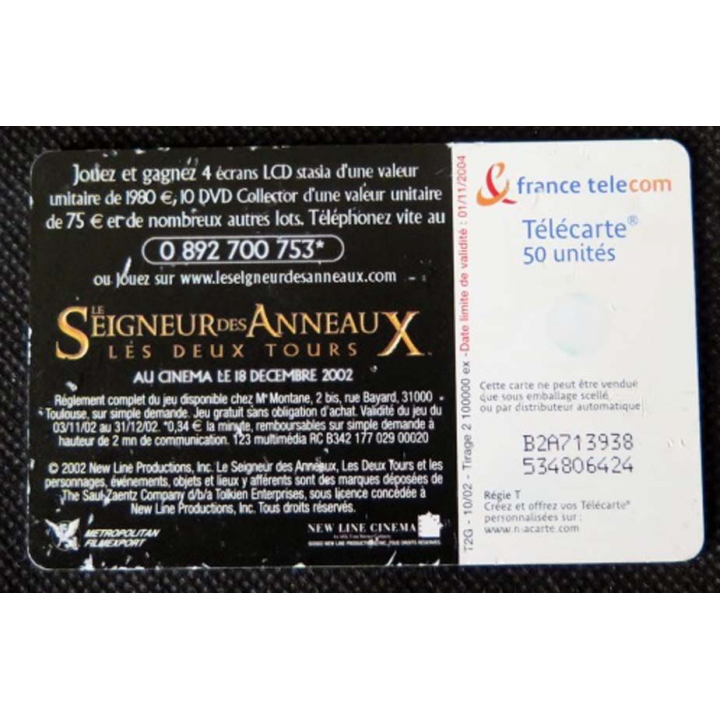 Jouez et gagnez 4 écrans LCD stasia d'une valeur
unitaire de 1980 €, 10 DVD Collector d'une valeur unitaire
de 75 € et de nombreux autres lots. Téléphonez vite au
0 892 700 753*
ou Jouez sur www.leseigneurdesanneaux.com
LE
SEIGNEUR DES ANNEAUX
LES DEUX TOURS
AU CINEMA LE 18 DECEMBRE 2002
Règlement complet du jeu disponible chez Me Montane, 2 bis, rue Bayard, 31000
Toulouse, sur simple demande. Jeu gratuit sans obligation d'achat. Validité du jeu du
03/11/02 au 31/12/02. *0,34 € la minute, remboursables sur simple demande à
hauteur de 2 mn de communication. 123 multimédia RC B342 177 029 00020
© 2002 New Line Productions, Inc. Le Seigneur des Anneaux, Les Deux Tours et les
personnages, événements, objets et lieux y afférents sont des marques déposées de
The Saul Zaentz Company d/b/a Tolkien Enterprises, sous licence concédée à
New Line Productions, Inc. Tous droits réservés.
METROPOLITAN
FILMEXPORT
NEW LINE CINEMA
©2002 NEW LINE PRODUCTIONS, INC. TOUS DROITS RESERVES.
T2G - 10/02 - Tirage 2 100000 ex - Date limite de validité : 01/11/2004
france telecom
Télécarte®
50 unités
Cette carte ne peut être vendue
que sous emballage scellé
ou par distributeur automatique
B2A713938
534806424
Régie T
Créez et offrez vos Télécarte®
personnalisées sur :